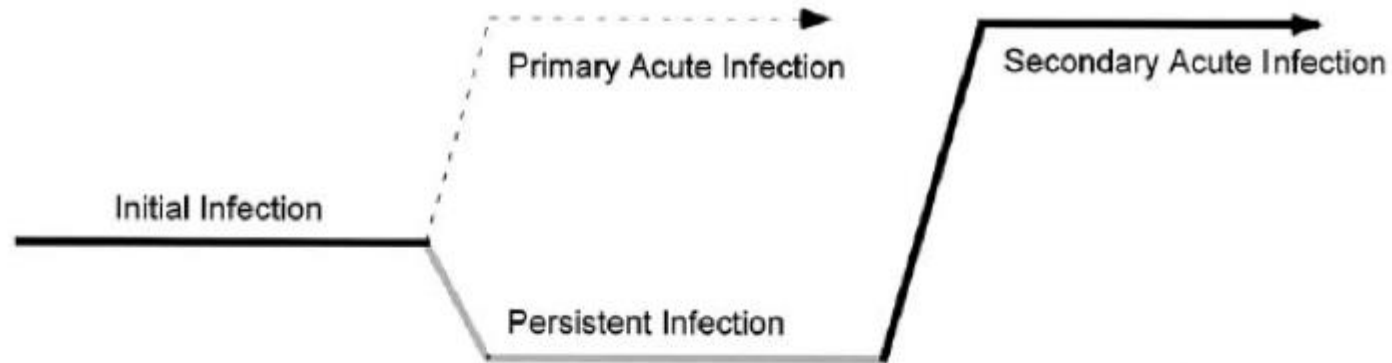 Primary Acute Infection
Secondary Acute Infection
Initial Infection
Persistent Infection